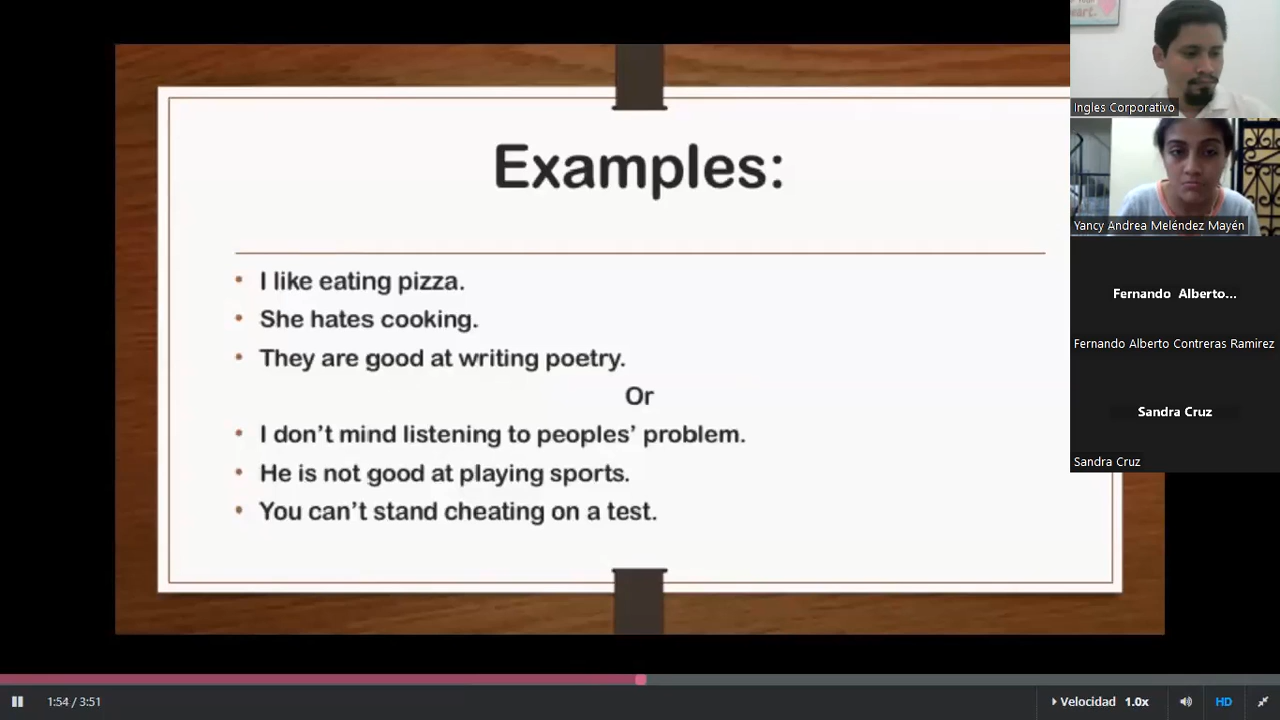 Examples:
• I like eating pizza.
• She hates cooking.
• They are good at writing poetry.
Or
• I don’t mind listening to peoples’ problem.
• He is not good at playing sports.
• You can’t stand cheating on a test.
heart.
Ingles Corporativo
Yancy Andrea Meléndez Mayén
Fernando Alberto...
Fernando Alberto Contreras Ramirez
Sandra Cruz
Sandra Cruz
1:54 / 3:51
Velocidad 1.0x
HD